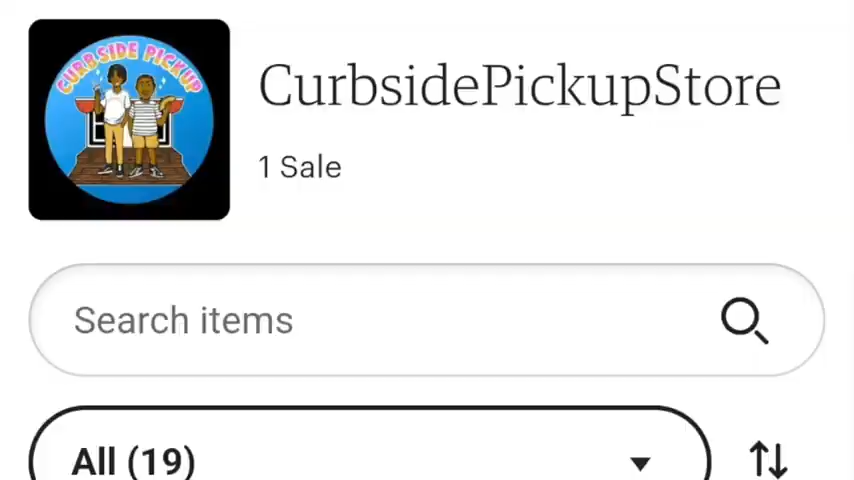 CURBSIDE PICKUP
CurbsidePickupStore
1 Sale
Search items
All (19)